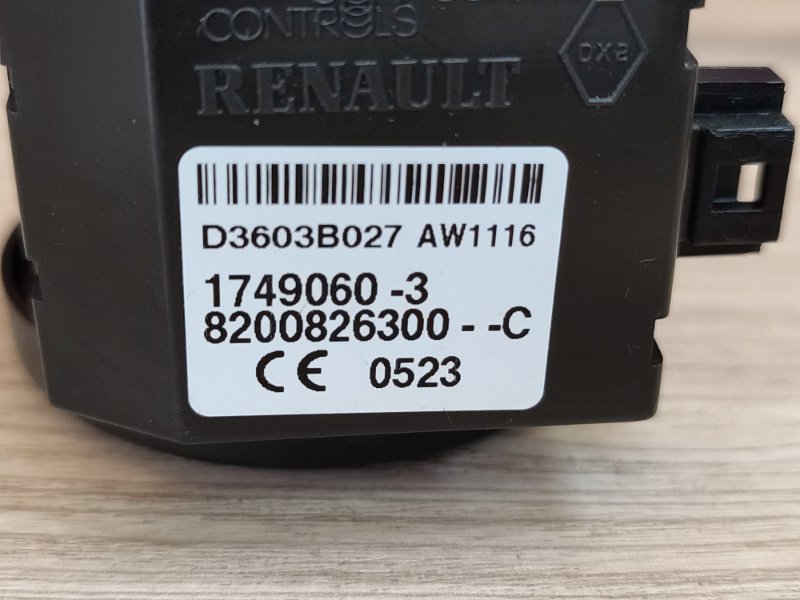 CONTROLS
RENAULT
DX2
D3603B027 AW1116
1749060 -3
8200826300 - -C
CE 0523